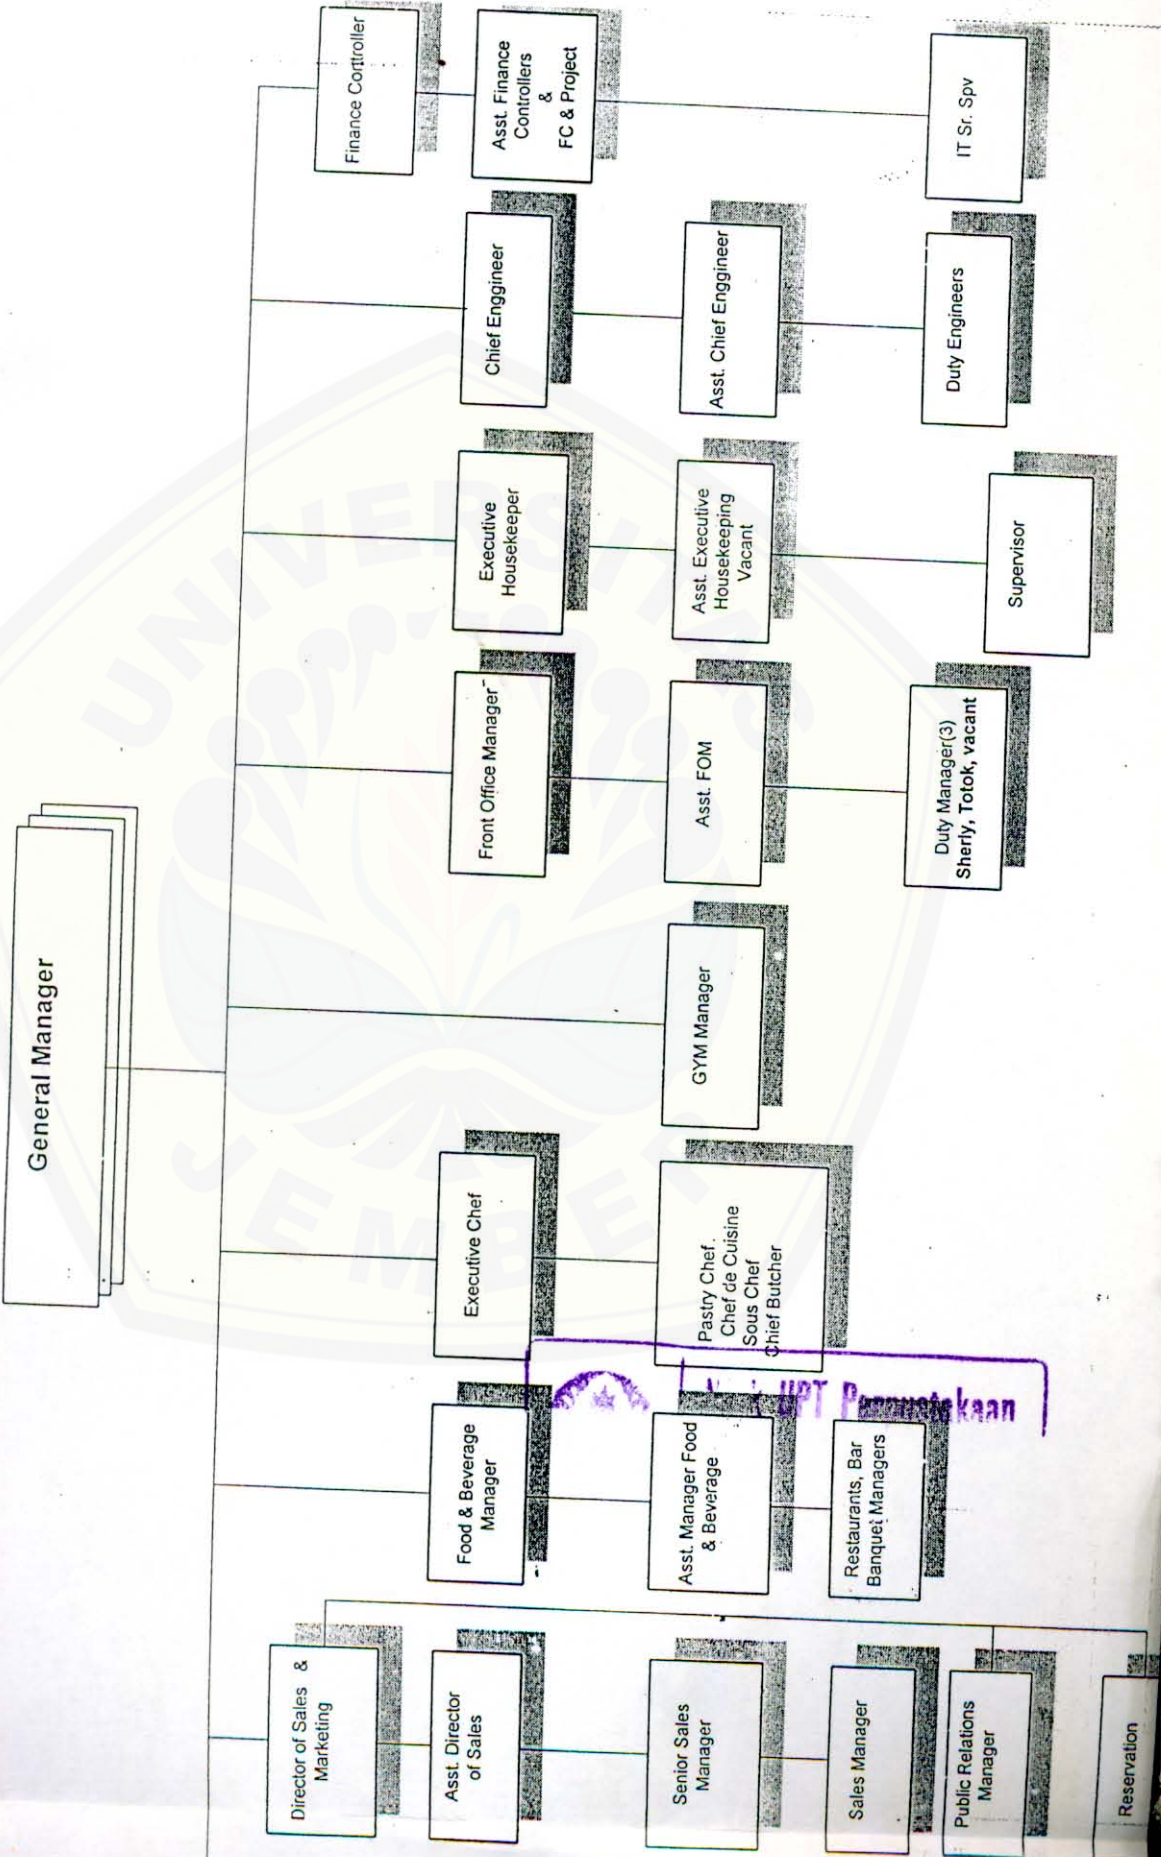 General Manager
Director of Sales &
Marketing
Food & Beverage
Manager
Executive Chef
GYM Manager
Front Office Manager
Executive
Housekeeper
Chief Enggineer
Finance Controller
Asst. Director
of Sales
Asst. Manager Food
& Beverage
Pastry Chef.
Chef de Cuisine
Sous Chef
Chief Butcher
Asst. FOM
Asst. Executive
Housekeeping
Vacant
Asst. Chief Enggineer
Asst. Finance
Controllers
&
FC & Project
Senior Sales
Manager
Restaurants, Bar
Banquet Managers
Duty Manager(3)
Sherly, Totok, vacant
Supervisor
Duty Engineers
IT Sr. Spv
Sales Manager
Public Relations
Manager
Reservation
UPT Perpustakaan
UNIVERSITAS
JEMBER